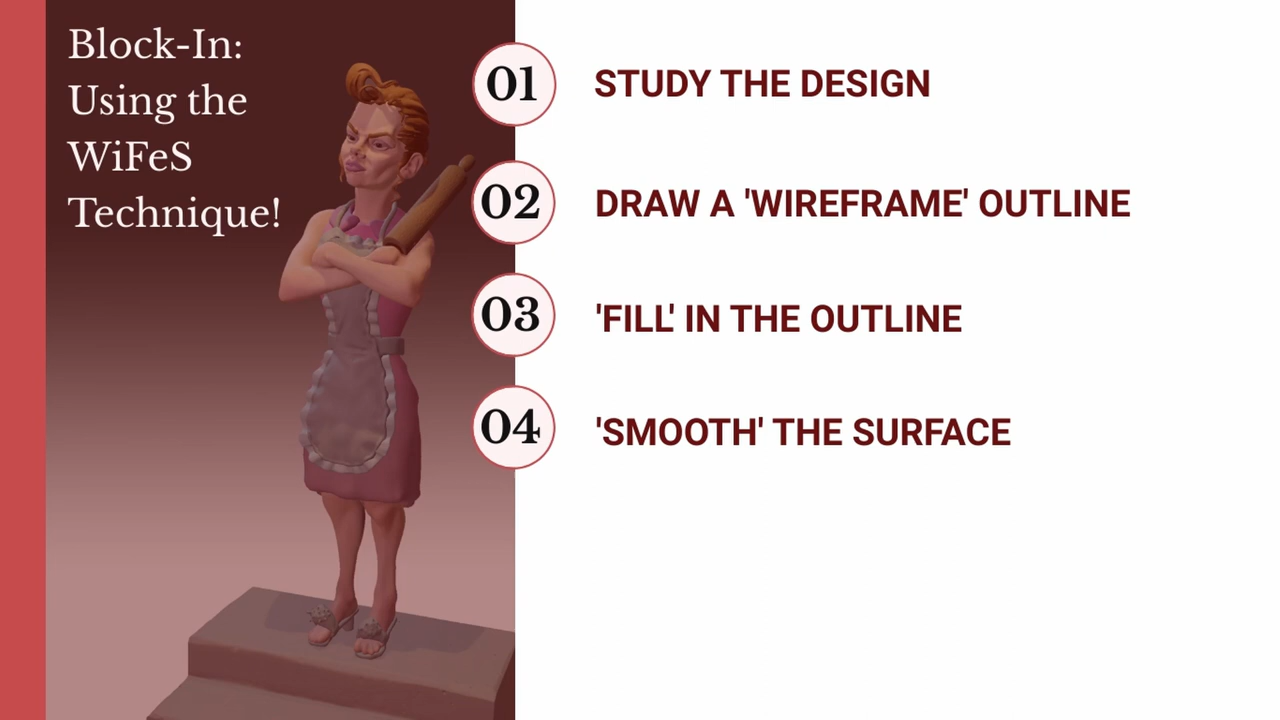 Block-In:
Using the
WiFeS
Technique!
01 STUDY THE DESIGN
02 DRAW A 'WIREFRAME' OUTLINE
03 'FILL' IN THE OUTLINE
04 'SMOOTH' THE SURFACE